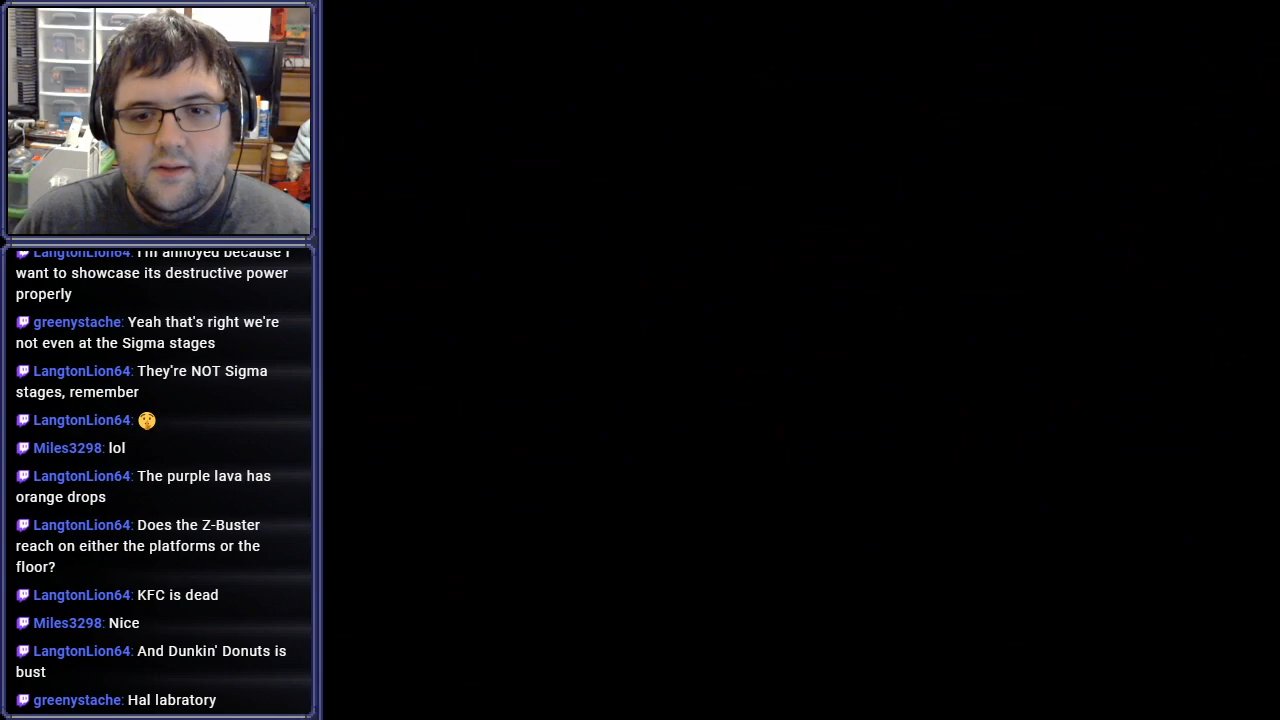 LangtonLion64: I'm annoyed because I
want to showcase its destructive power
properly
greenystache: Yeah that's right we're
not even at the Sigma stages
LangtonLion64: They're NOT Sigma
stages, remember
LangtonLion64: 🤫
Miles3298: lol
LangtonLion64: The purple lava has
orange drops
LangtonLion64: Does the Z-Buster
reach on either the platforms or the
floor?
LangtonLion64: KFC is dead
Miles3298: Nice
LangtonLion64: And Dunkin' Donuts is
bust
greenystache: Hal labratory